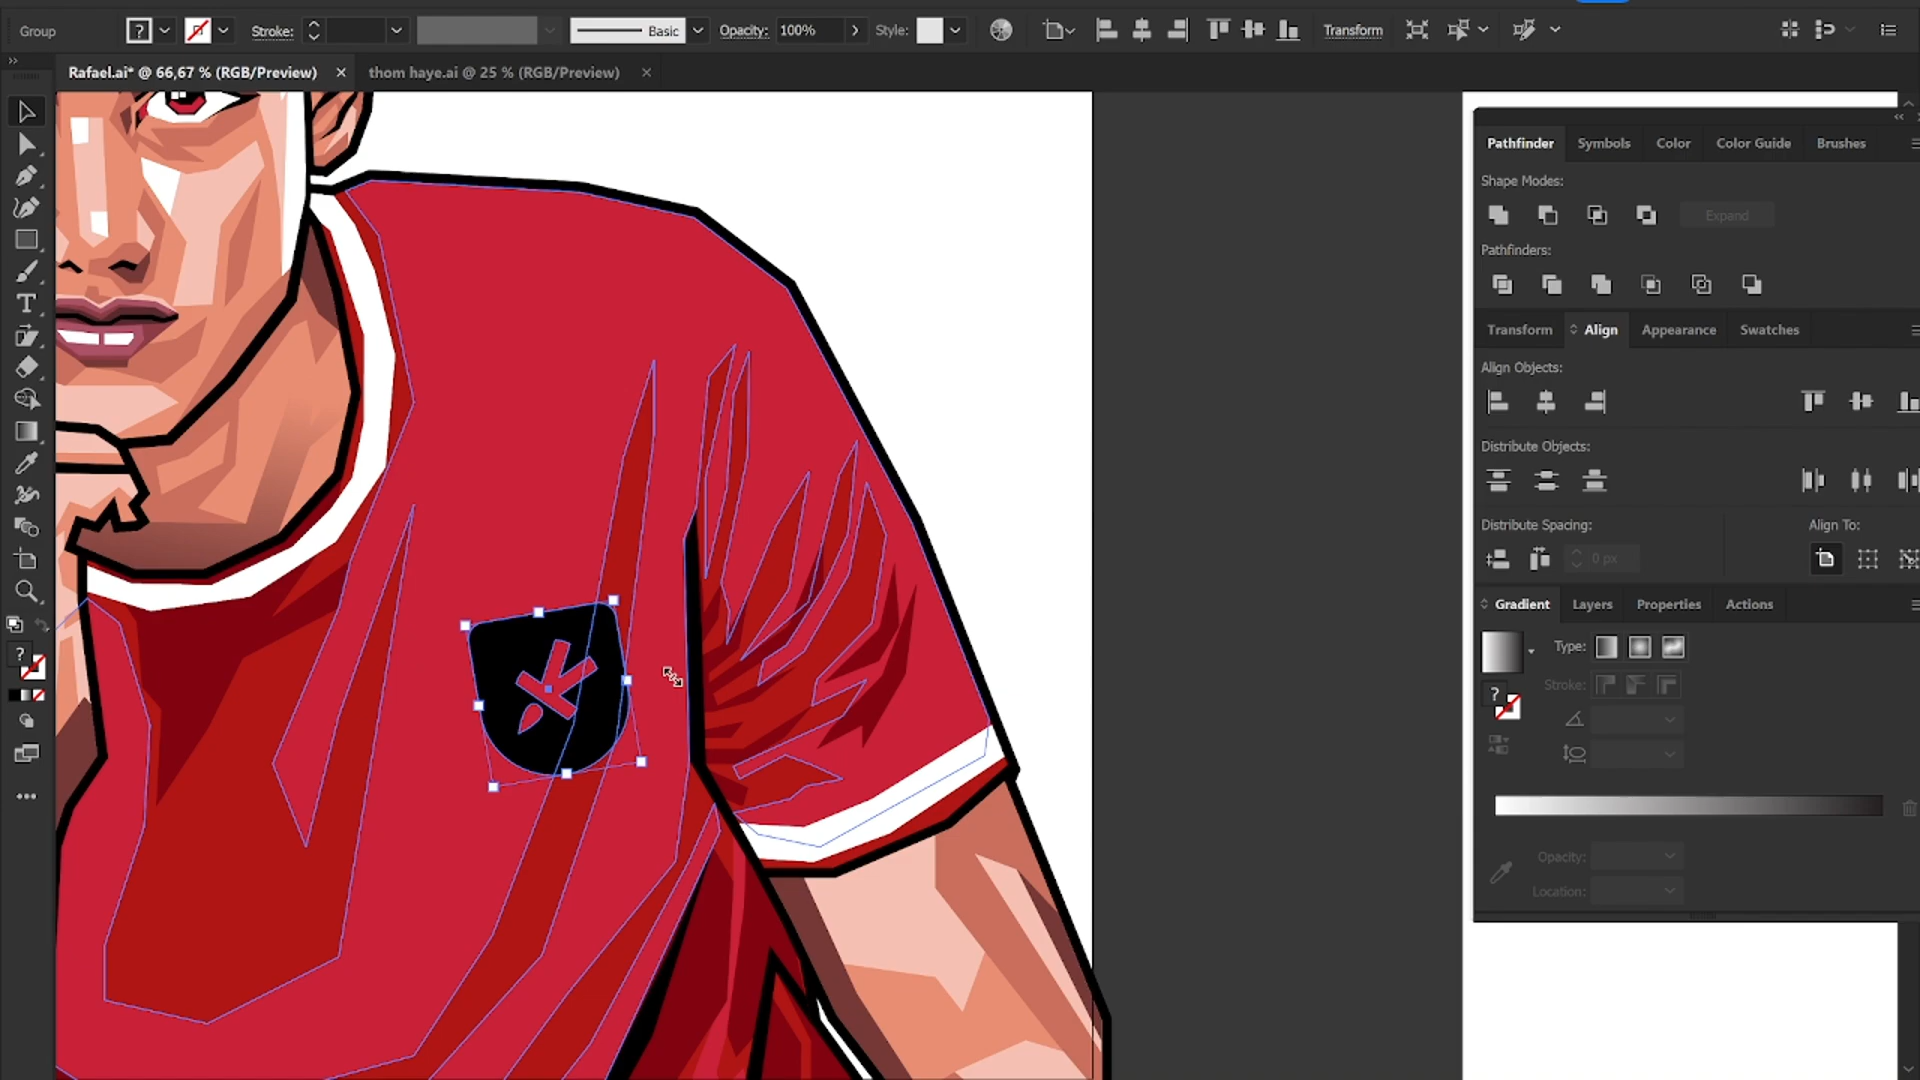 Group
?
Stroke:
Basic
Opacity: 100%
Style:
Transform
Rafael.ai* @ 66,67 % (RGB/Preview)
thom haye.ai @ 25 % (RGB/Preview)
Pathfinder Symbols Color Color Guide Brushes
Shape Modes:
Expand
Pathfinders:
Transform Align Appearance Swatches
Align Objects:
Distribute Objects:
Distribute Spacing: Align To:
0 px
Gradient Layers Properties Actions
Type:
Stroke:
?
Opacity:
Location:
T
?